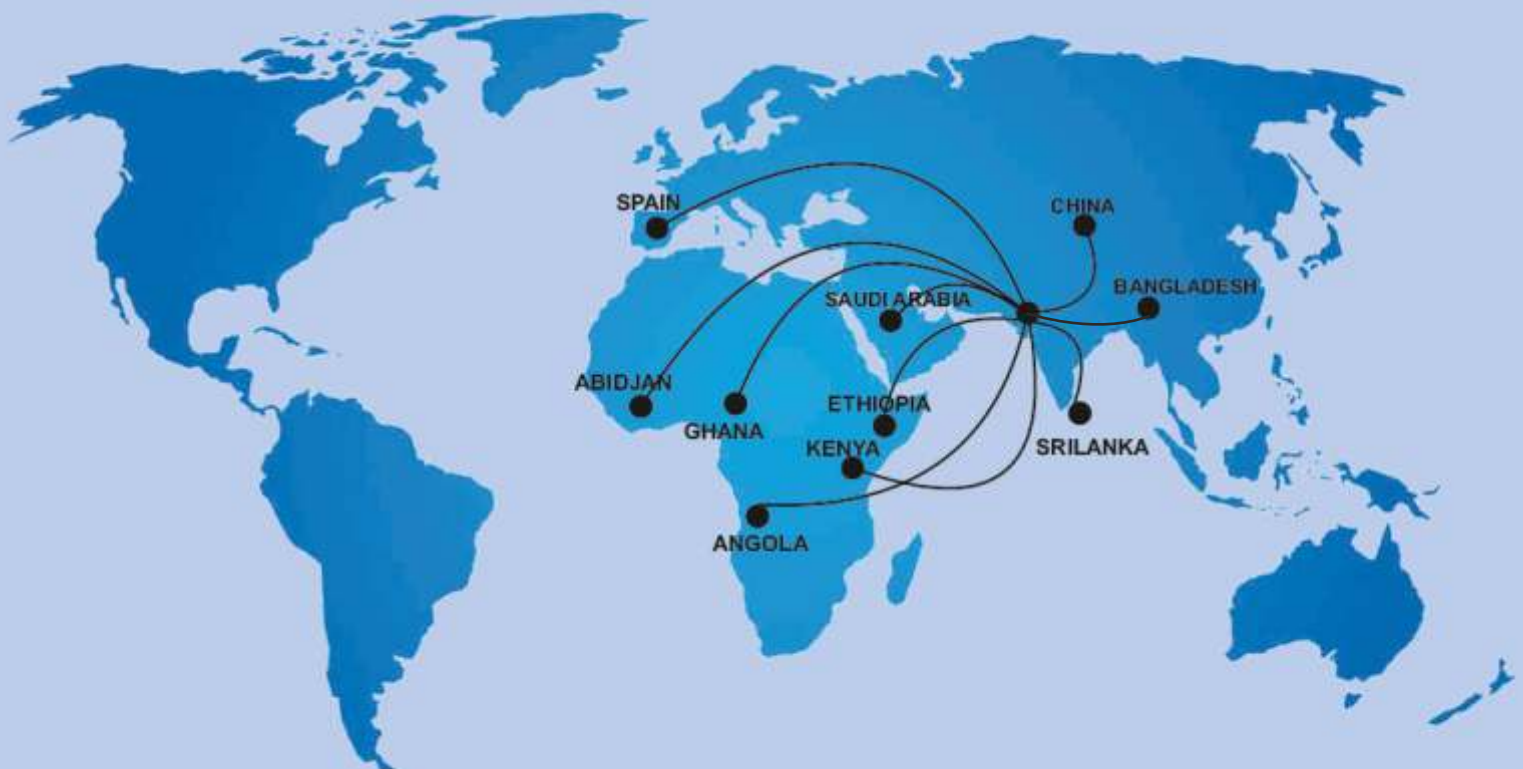 SPAIN
CHINA
BANGLADESH
SAUDI ARABIA
ABIDJAN
ETHIOPIA
GHANA
KENYA
SRILANKA
ANGOLA